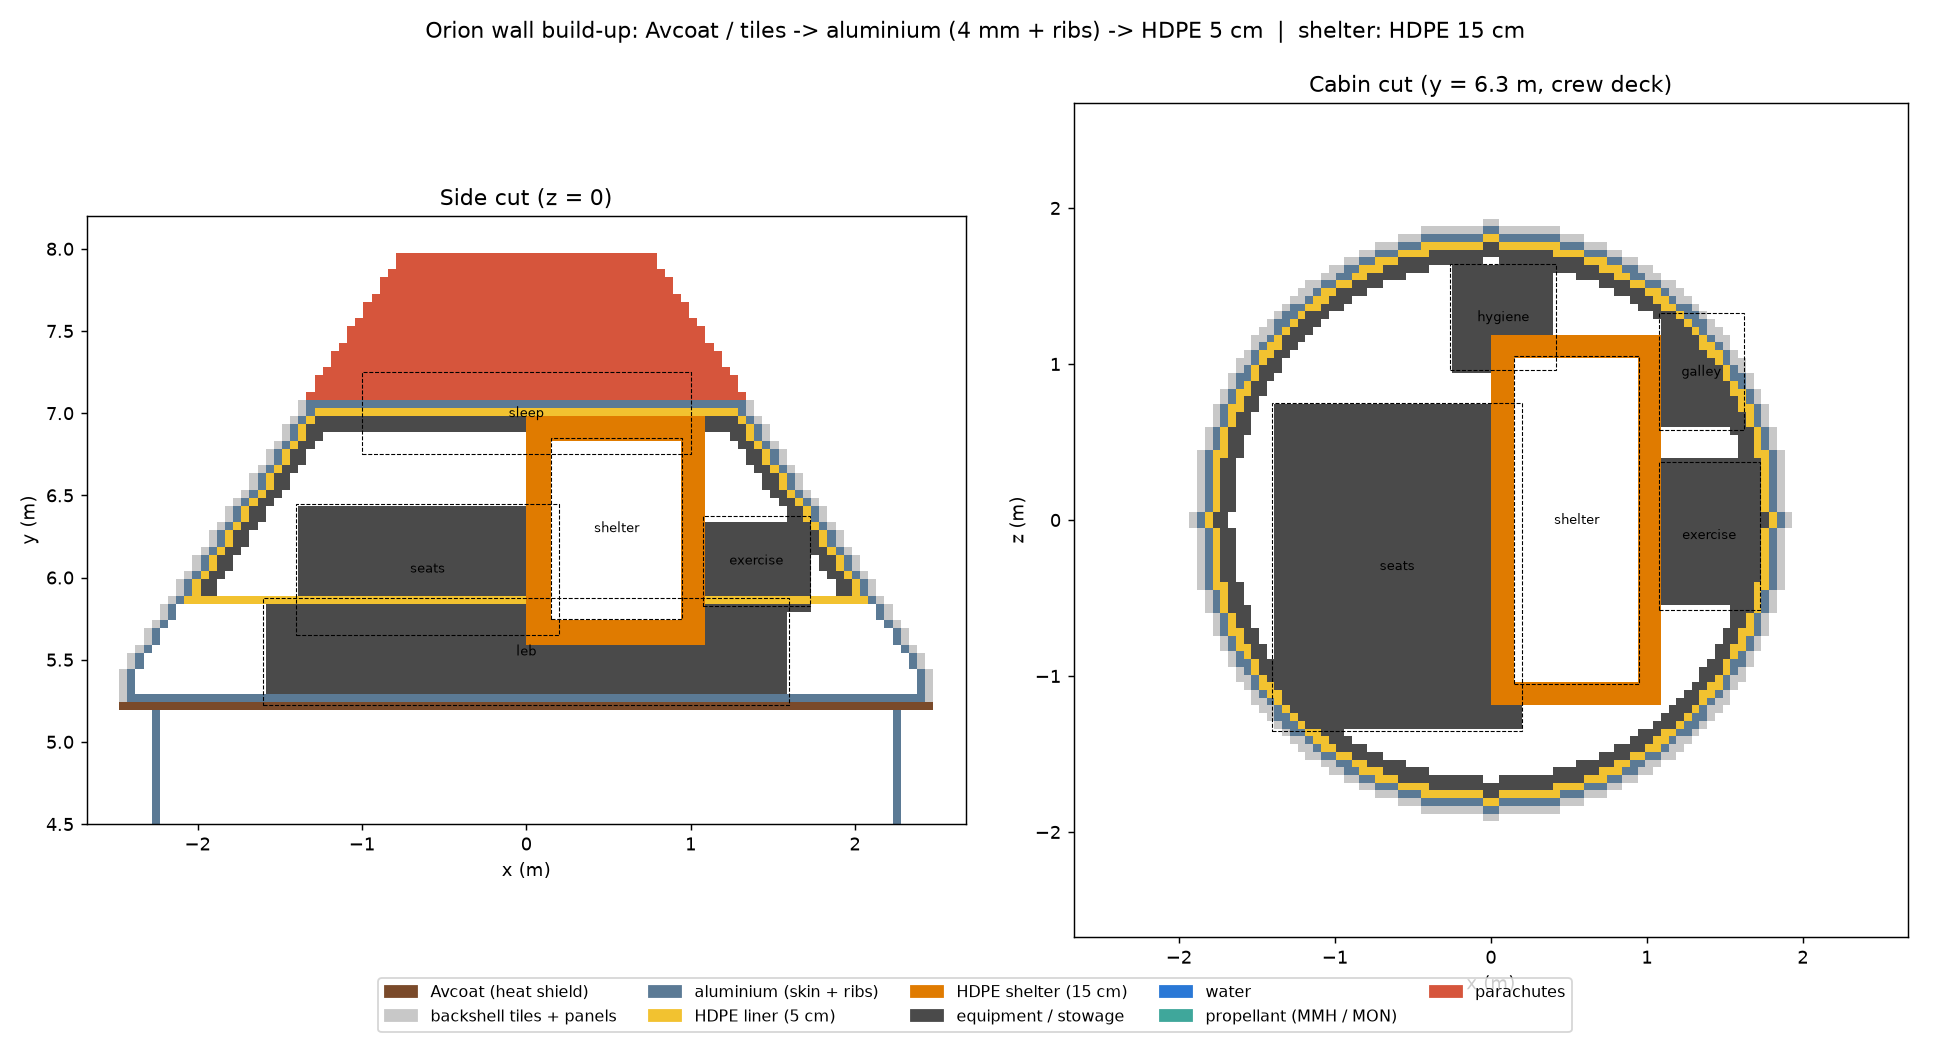 Orion wall build-up: Avcoat / tiles -> aluminium (4 mm + ribs) -> HDPE 5 cm | shelter: HDPE 15 cm
Side cut (z = 0)
8.0
7.5
7.0
6.5
6.0
5.5
5.0
4.5
y (m)
−2
−1
0
1
2
x (m)
sleep
shelter
seats
exercise
leb
Cabin cut (y = 6.3 m, crew deck)
2
1
0
−1
−2
z (m)
−2
−1
0
1
2
x (m)
hygiene
galley
shelter
exercise
seats
Avcoat (heat shield)
backshell tiles + panels
aluminium (skin + ribs)
HDPE liner (5 cm)
HDPE shelter (15 cm)
equipment / stowage
water
propellant (MMH / MON)
parachutes